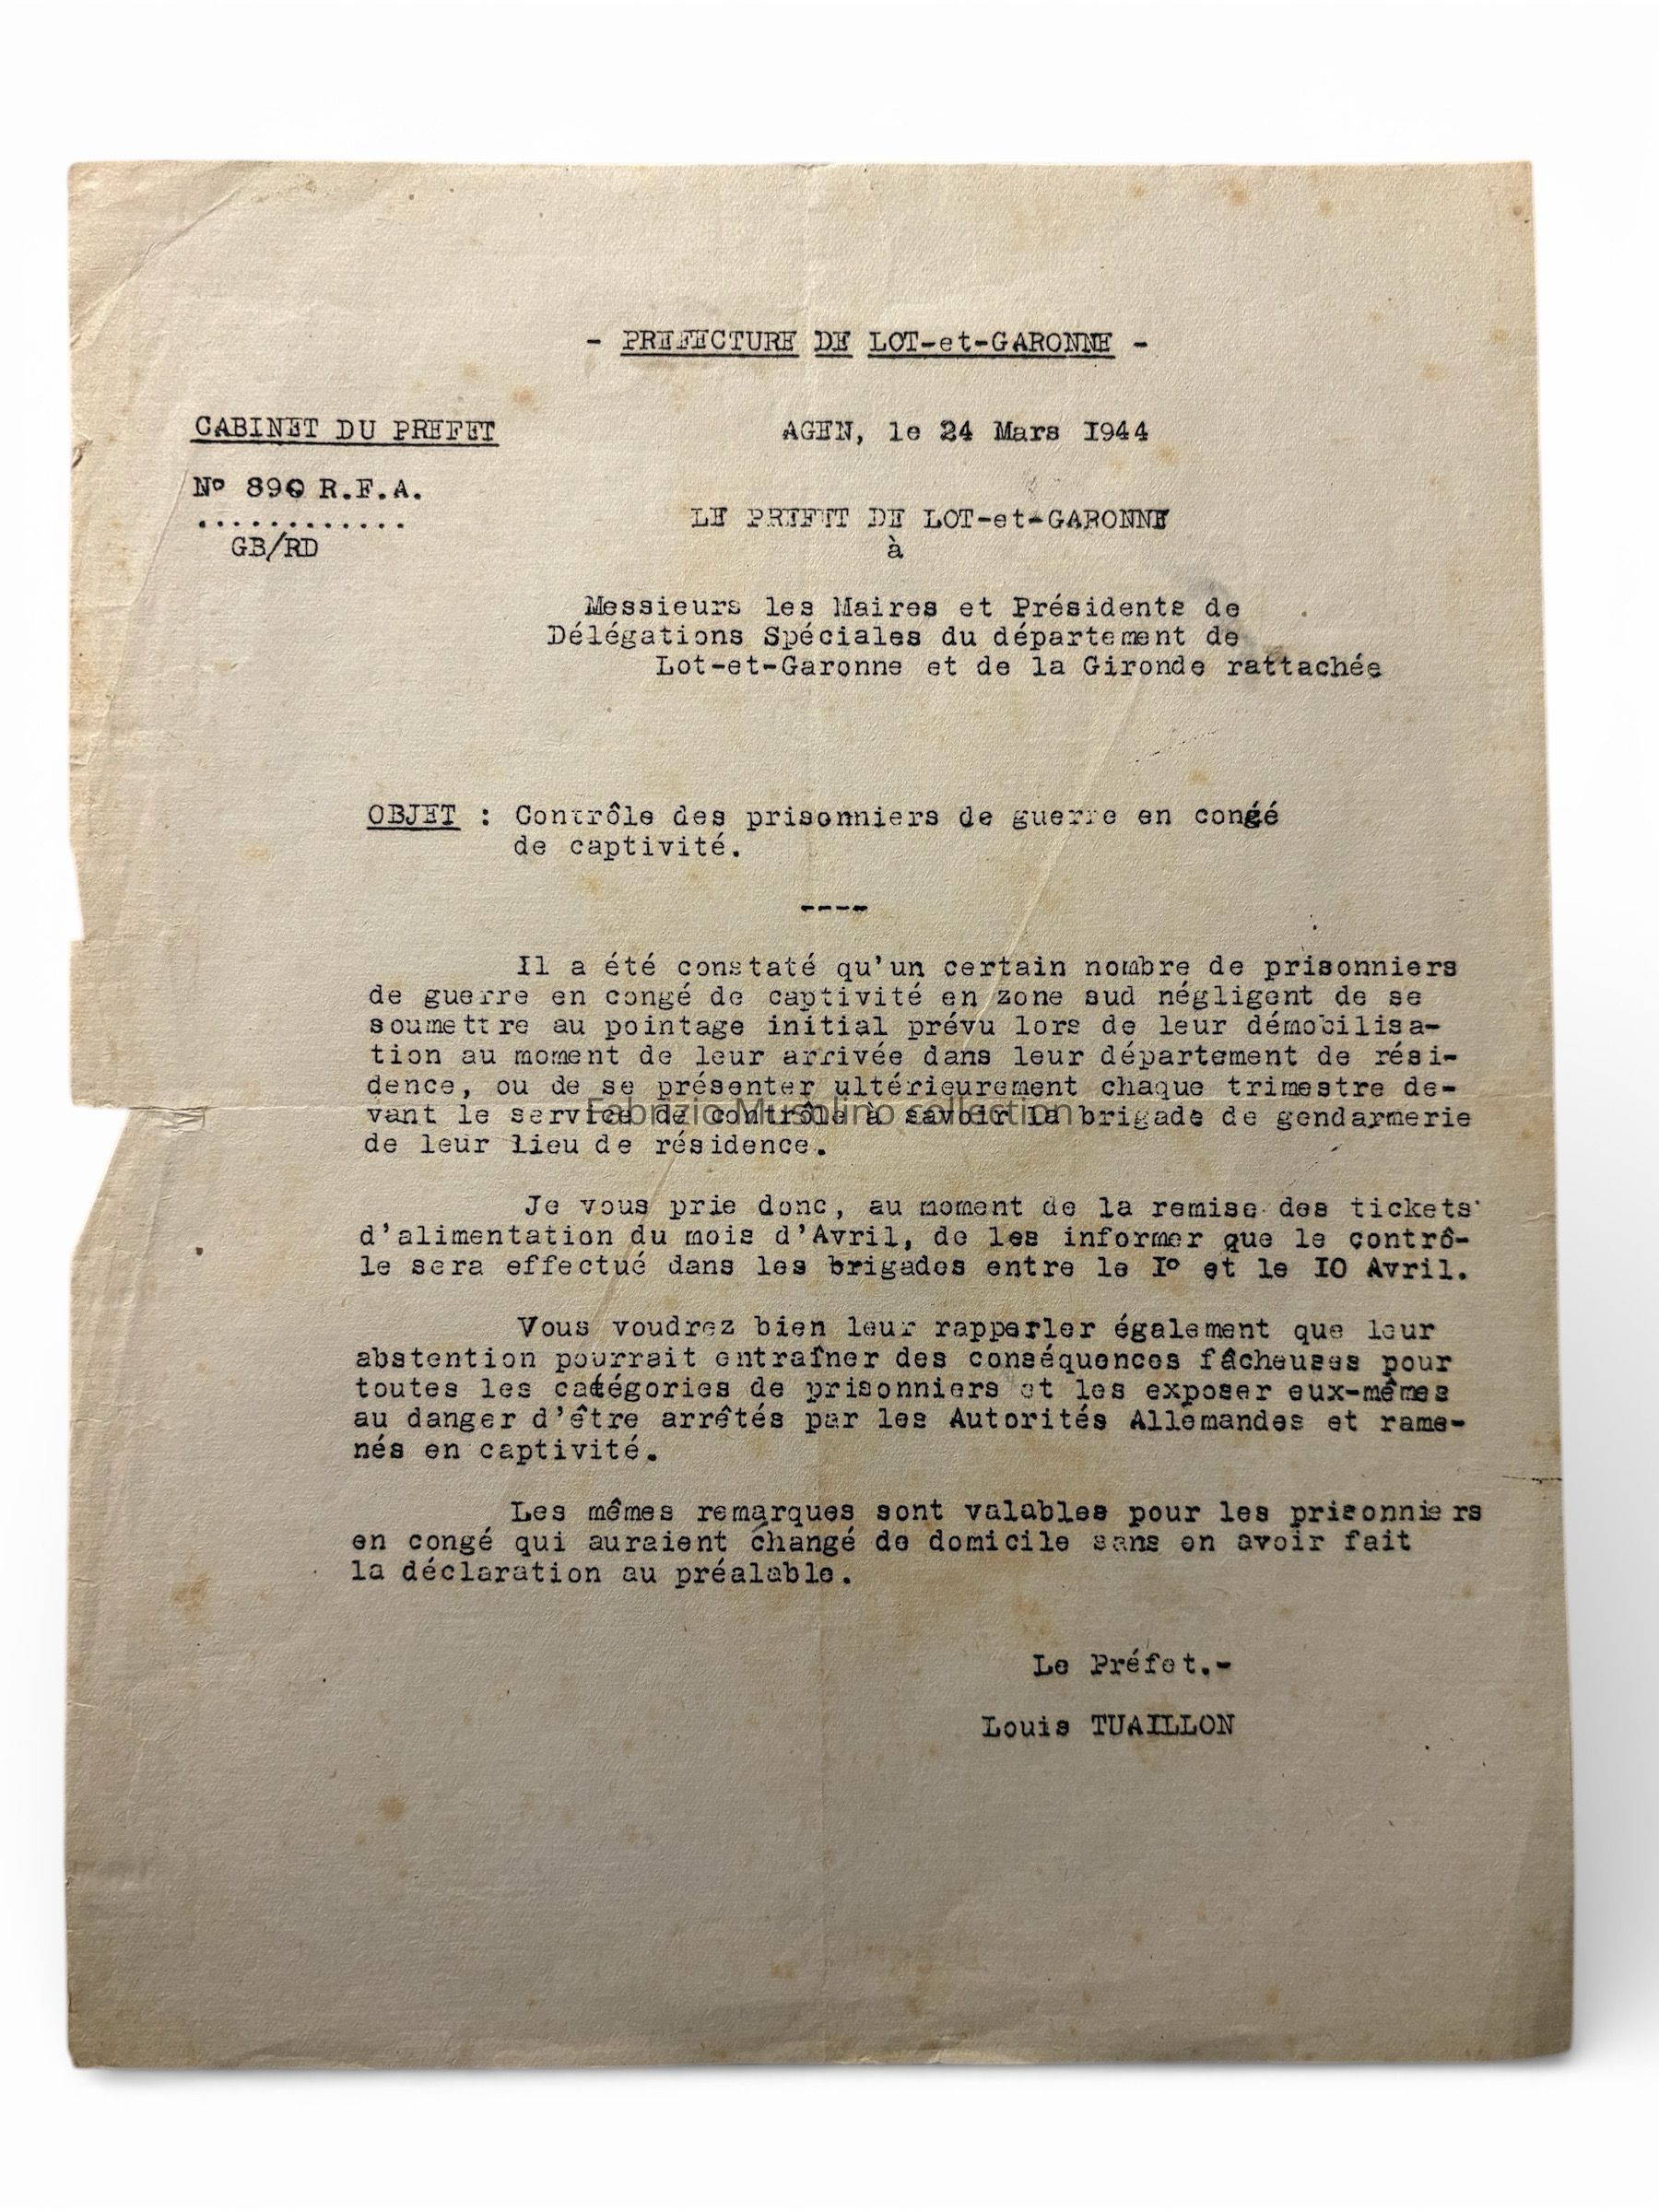 - PREFECTURE DE LOT-et-GARONNE -
CABINET DU PREFET
AGEN, le 24 Mars 1944
N° 890 R.F.A.
............
GB/RD
LE PREFET DE LOT-et-GARONNE
à
Messieurs les Maires et Présidents de
Délégations Spéciales du département de
Lot-et-Garonne et de la Gironde rattachée
OBJET : Contrôle des prisonniers de guerre en congé
de captivité.
----
Il a été constaté qu'un certain nombre de prisonniers
de guerre en congé de captivité en zone sud négligent de se
soumettre au pointage initial prévu lors de leur démobilisa-
tion au moment de leur arrivée dans leur département de rési-
dence, ou de se présenter ultérieurement chaque trimestre de-
vant le service de contrôle à savoir la brigade de gendarmerie
Fabrizio Musolino collection
de leur lieu de résidence.
Je vous prie donc, au moment de la remise des tickets
d'alimentation du mois d'Avril, de les informer que le contrô-
le sera effectué dans les brigades entre le I° et le IO Avril.
Vous voudrez bien leur rapperler également que leur
abstention pourrait entraîner des conséquences fâcheuses pour
toutes les catégories de prisonniers et les exposer eux-mêmes
au danger d'être arrêtés par les Autorités Allemandes et rame-
nés en captivité.
Les mêmes remarques sont valables pour les prisonniers
en congé qui auraient changé de domicile sans en avoir fait
la déclaration au préalable.
Le Préfet.-
Louis TUAILLON